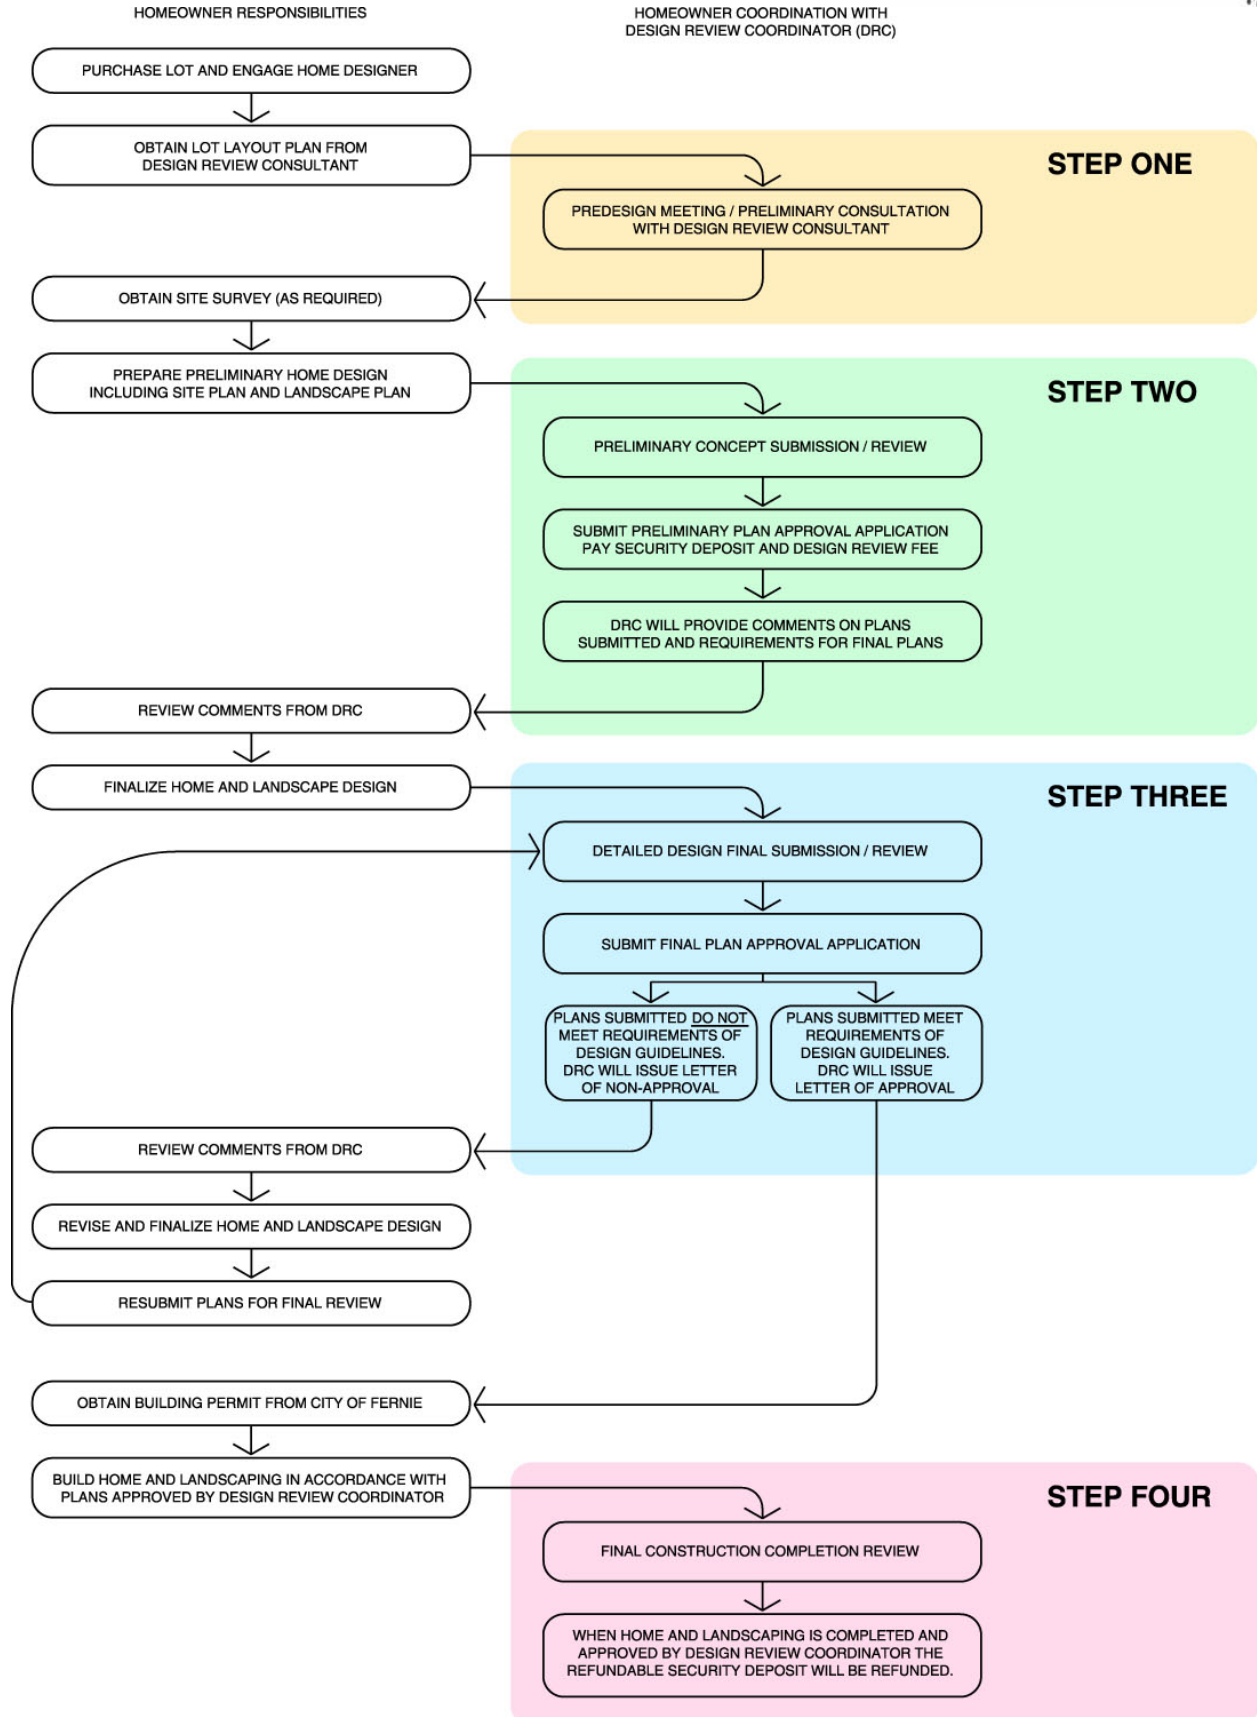 HOMEOWNER RESPONSIBILITIES
HOMEOWNER COORDINATION WITH
DESIGN REVIEW COORDINATOR (DRC)
PURCHASE LOT AND ENGAGE HOME DESIGNER
OBTAIN LOT LAYOUT PLAN FROM
DESIGN REVIEW CONSULTANT
STEP ONE
PREDESIGN MEETING / PRELIMINARY CONSULTATION
WITH DESIGN REVIEW CONSULTANT
OBTAIN SITE SURVEY (AS REQUIRED)
PREPARE PRELIMINARY HOME DESIGN
INCLUDING SITE PLAN AND LANDSCAPE PLAN
STEP TWO
PRELIMINARY CONCEPT SUBMISSION / REVIEW
SUBMIT PRELIMINARY PLAN APPROVAL APPLICATION
PAY SECURITY DEPOSIT AND DESIGN REVIEW FEE
DRC WILL PROVIDE COMMENTS ON PLANS
SUBMITTED AND REQUIREMENTS FOR FINAL PLANS
REVIEW COMMENTS FROM DRC
FINALIZE HOME AND LANDSCAPE DESIGN
STEP THREE
DETAILED DESIGN FINAL SUBMISSION / REVIEW
SUBMIT FINAL PLAN APPROVAL APPLICATION
PLANS SUBMITTED DO NOT
MEET REQUIREMENTS OF
DESIGN GUIDELINES.
DRC WILL ISSUE LETTER
OF NON-APPROVAL
PLANS SUBMITTED MEET
REQUIREMENTS OF
DESIGN GUIDELINES.
DRC WILL ISSUE
LETTER OF APPROVAL
REVIEW COMMENTS FROM DRC
REVISE AND FINALIZE HOME AND LANDSCAPE DESIGN
RESUBMIT PLANS FOR FINAL REVIEW
OBTAIN BUILDING PERMIT FROM CITY OF FERNIE
BUILD HOME AND LANDSCAPING IN ACCORDANCE WITH
PLANS APPROVED BY DESIGN REVIEW COORDINATOR
STEP FOUR
FINAL CONSTRUCTION COMPLETION REVIEW
WHEN HOME AND LANDSCAPING IS COMPLETED AND
APPROVED BY DESIGN REVIEW COORDINATOR THE
REFUNDABLE SECURITY DEPOSIT WILL BE REFUNDED.